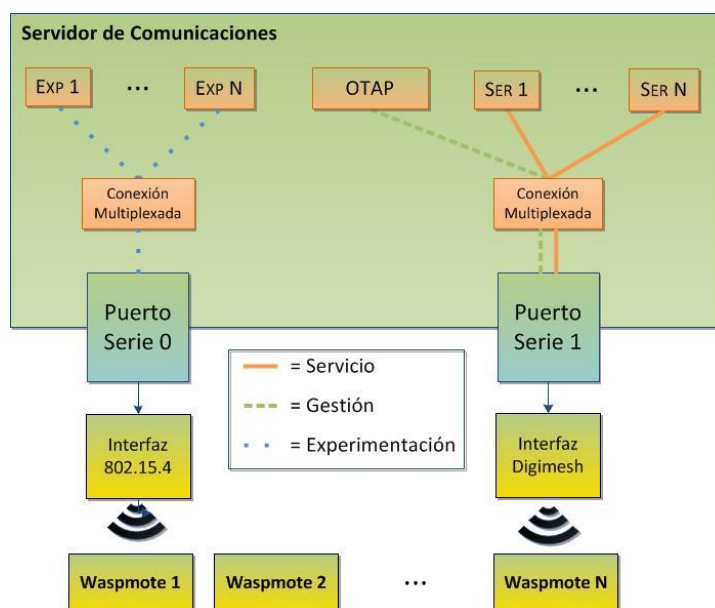 Servidor de Comunicaciones
EXP 1
...
EXP N
OTAP
SER 1
...
SER N
Conexión
Multiplexada
Conexión
Multiplexada
Puerto
Serie 0
Puerto
Serie 1
= Servicio
= Gestión
= Experimentación
Interfaz
802.15.4
Interfaz
Digimesh
Waspmote 1
Waspmote 2
...
Waspmote N